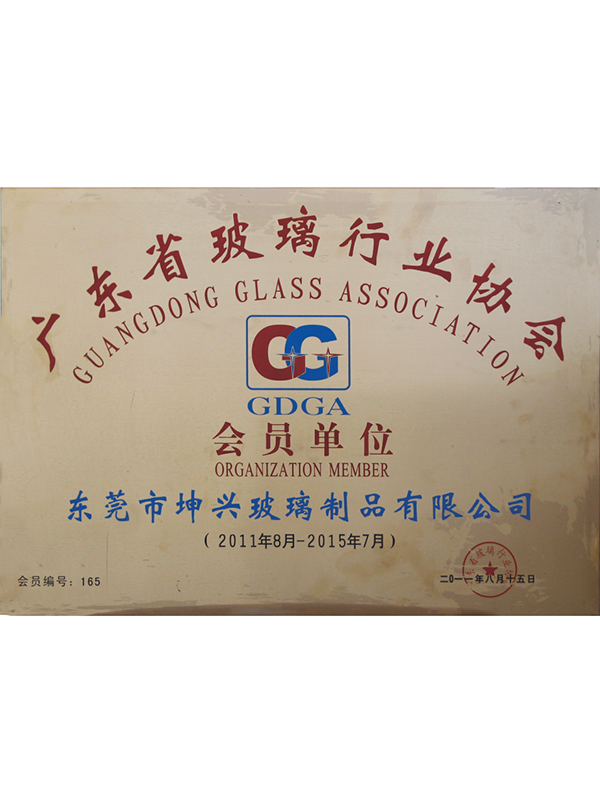 广东省玻璃行业协会
GUANGDONG GLASS ASSOCIATION
GG
GDGA
会员单位
ORGANIZATION MEMBER
东莞市坤兴玻璃制品有限公司
(2011年8月-2015年7月)
会员编号：165
二O一一年八月十五日